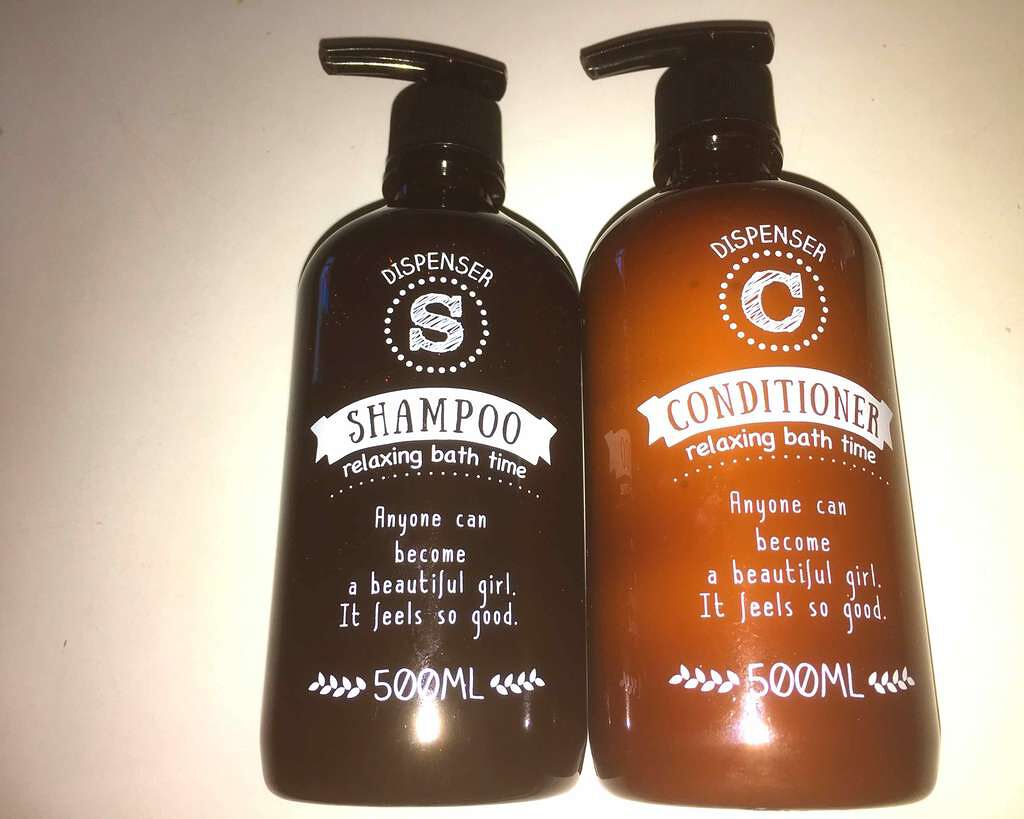 DISPENSER
S
SHAMPOO
relaxing bath time
Anyone can
become
a beautiful girl.
It feels so good.
500ML
DISPENSER
C
CONDITIONER
relaxing bath time
Anyone can
become
a beautiful girl.
It feels so good.
500ML